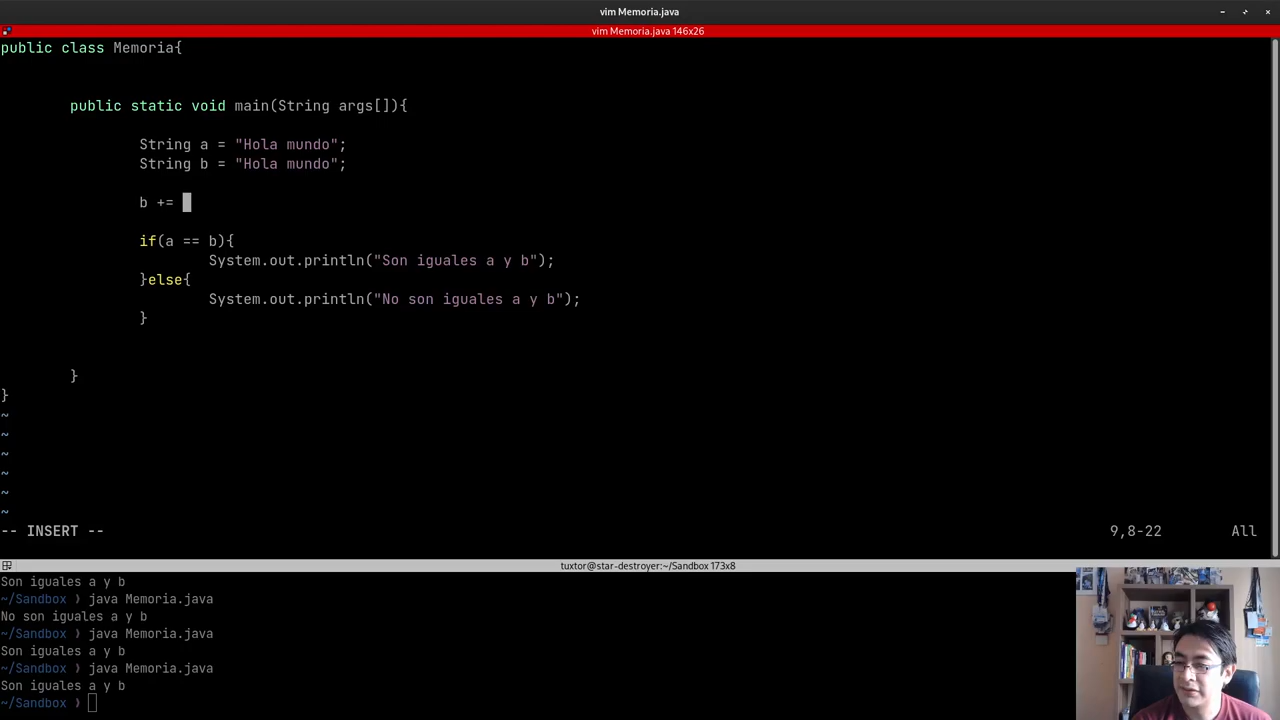 vim Memoria.java
vim Memoria.java 146x26
public class Memoria{
public static void main(String args[]){
String a = "Hola mundo";
String b = "Hola mundo";
b +=
if(a == b){
System.out.println("Son iguales a y b");
}else{
System.out.println("No son iguales a y b");
}
}
}
~
~
~
~
~
~
-- INSERT -- 9,8-22 All
tuxtor@star-destroyer:~/Sandbox 173x8
Son iguales a y b
~/Sandbox ❱ java Memoria.java
No son iguales a y b
~/Sandbox ❱ java Memoria.java
Son iguales a y b
~/Sandbox ❱ java Memoria.java
Son iguales a y b
~/Sandbox ❱